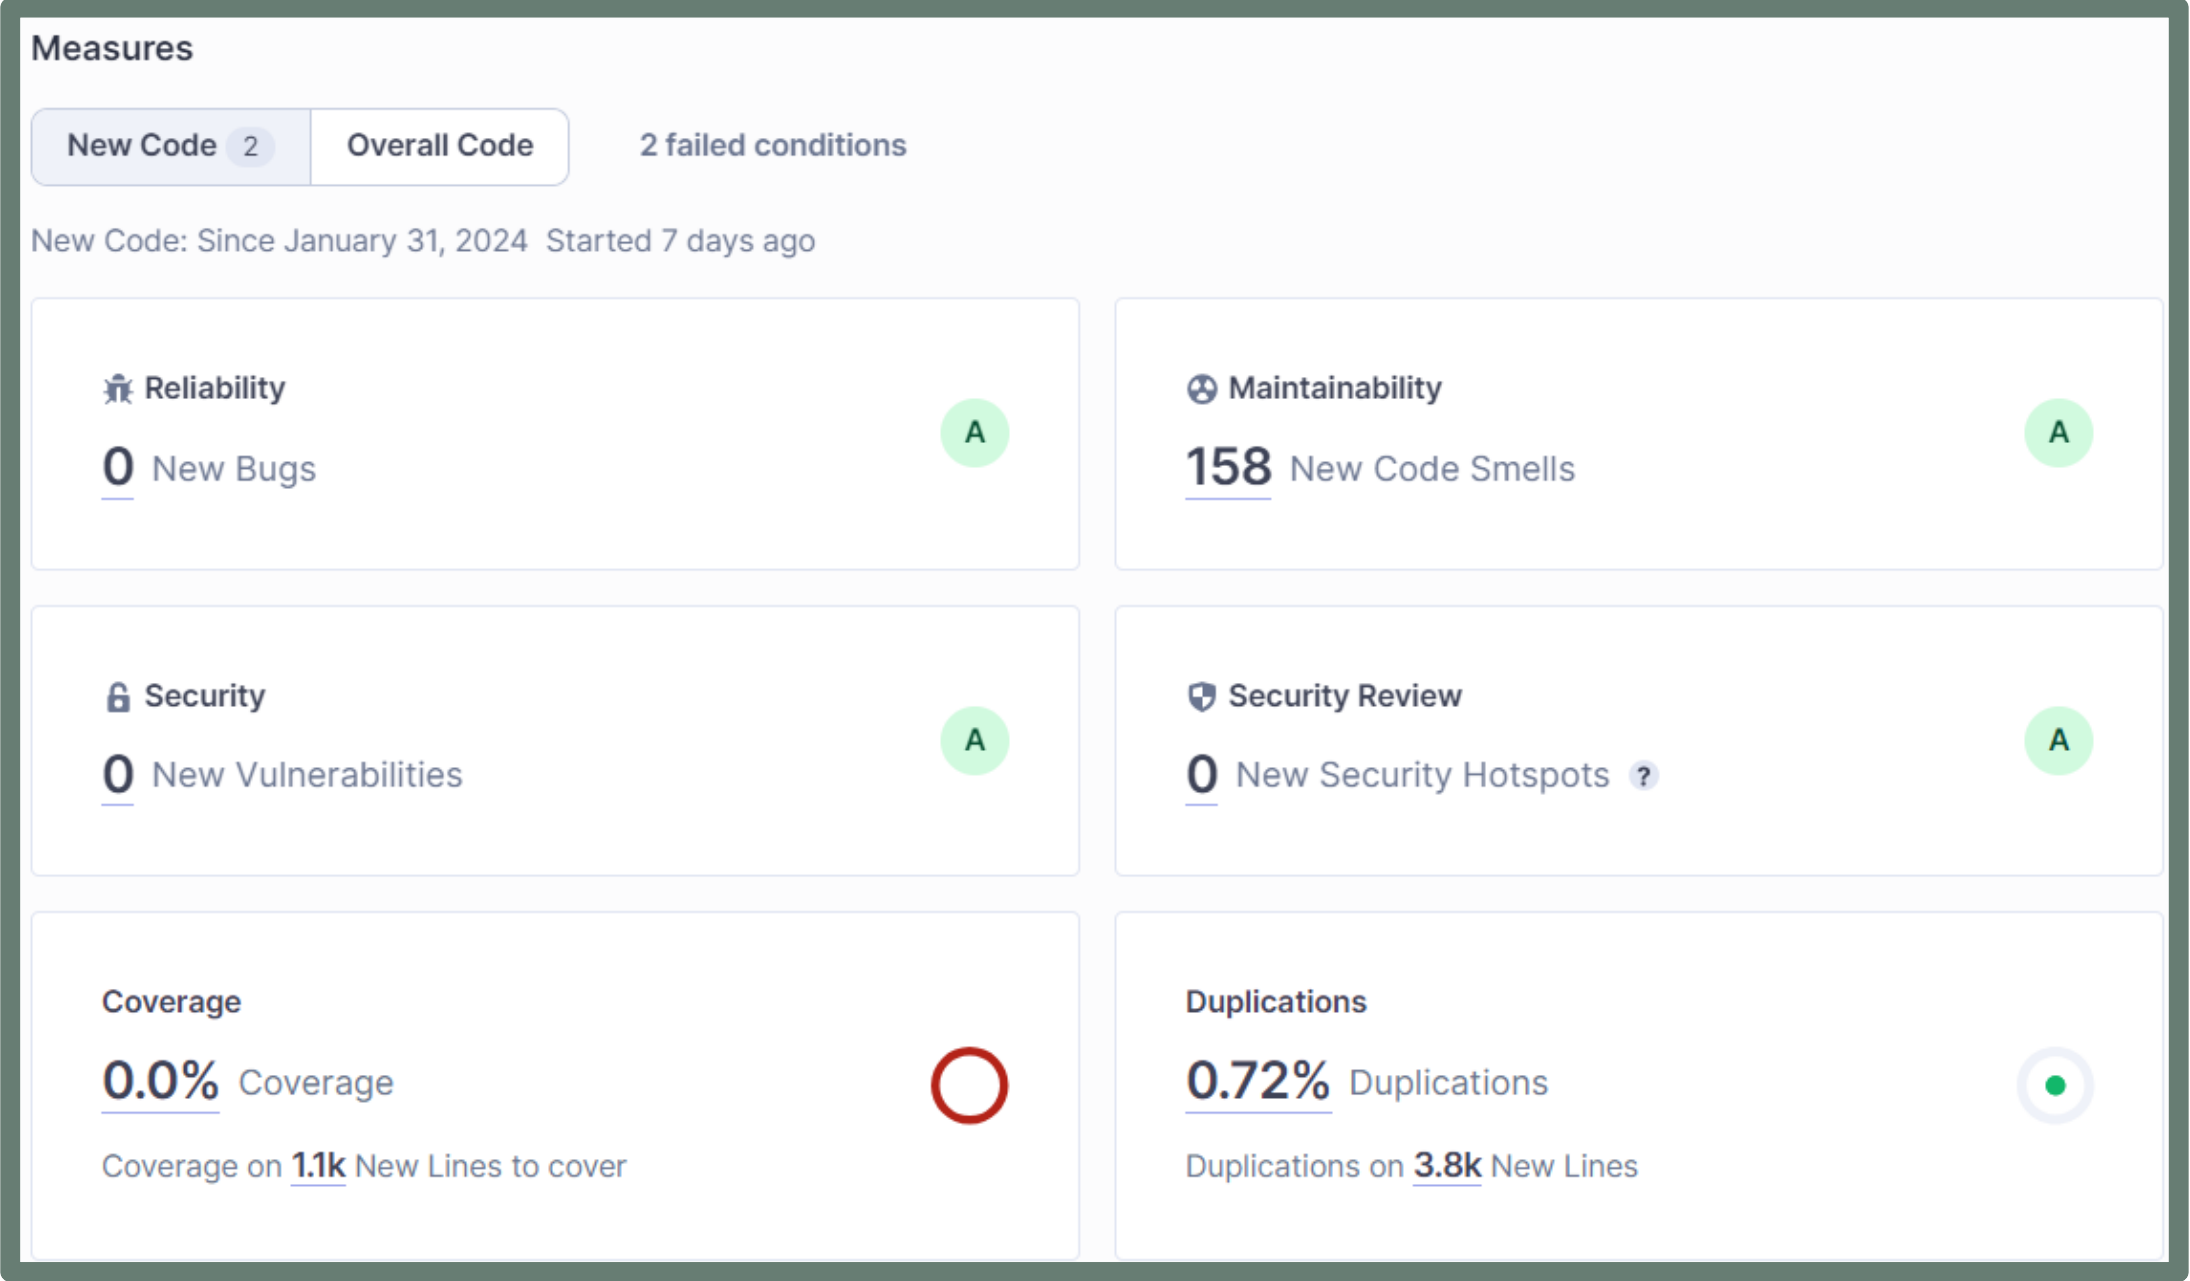 Measures
New Code 2 Overall Code 2 failed conditions
New Code: Since January 31, 2024 Started 7 days ago
Reliability
0 New Bugs
A
Maintainability
158 New Code Smells
A
Security
0 New Vulnerabilities
A
Security Review
0 New Security Hotspots ?
A
Coverage
0.0% Coverage
Coverage on 1.1k New Lines to cover
Duplications
0.72% Duplications
Duplications on 3.8k New Lines